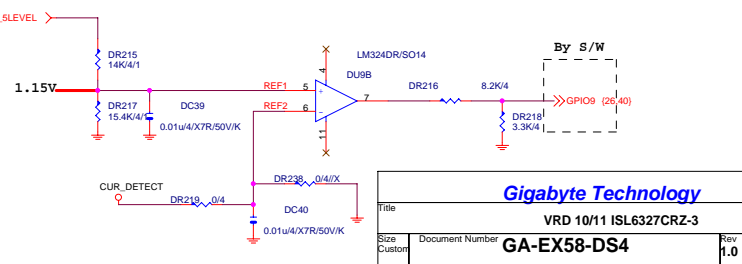 _5LEVEL
DR215
14K/4/1
1.15V
DR217
15.4K/4/1
DC39
0.01u/4/X7R/50V/K
REF1
REF2
5
6
4
11
7
+
-
LM324DR/SO14
DU9B
DR216
8.2K/4
By S/W
GPIO9 {26,40}
DR218
3.3K/4
CUR_DETECT
DR219
0/4
DR238
0/4//X
DC40
0.01u/4/X7R/50V/K
Gigabyte Technology
Title
VRD 10/11 ISL6327CRZ-3
Size
Custom
Document Number
GA-EX58-DS4
Rev
1.0